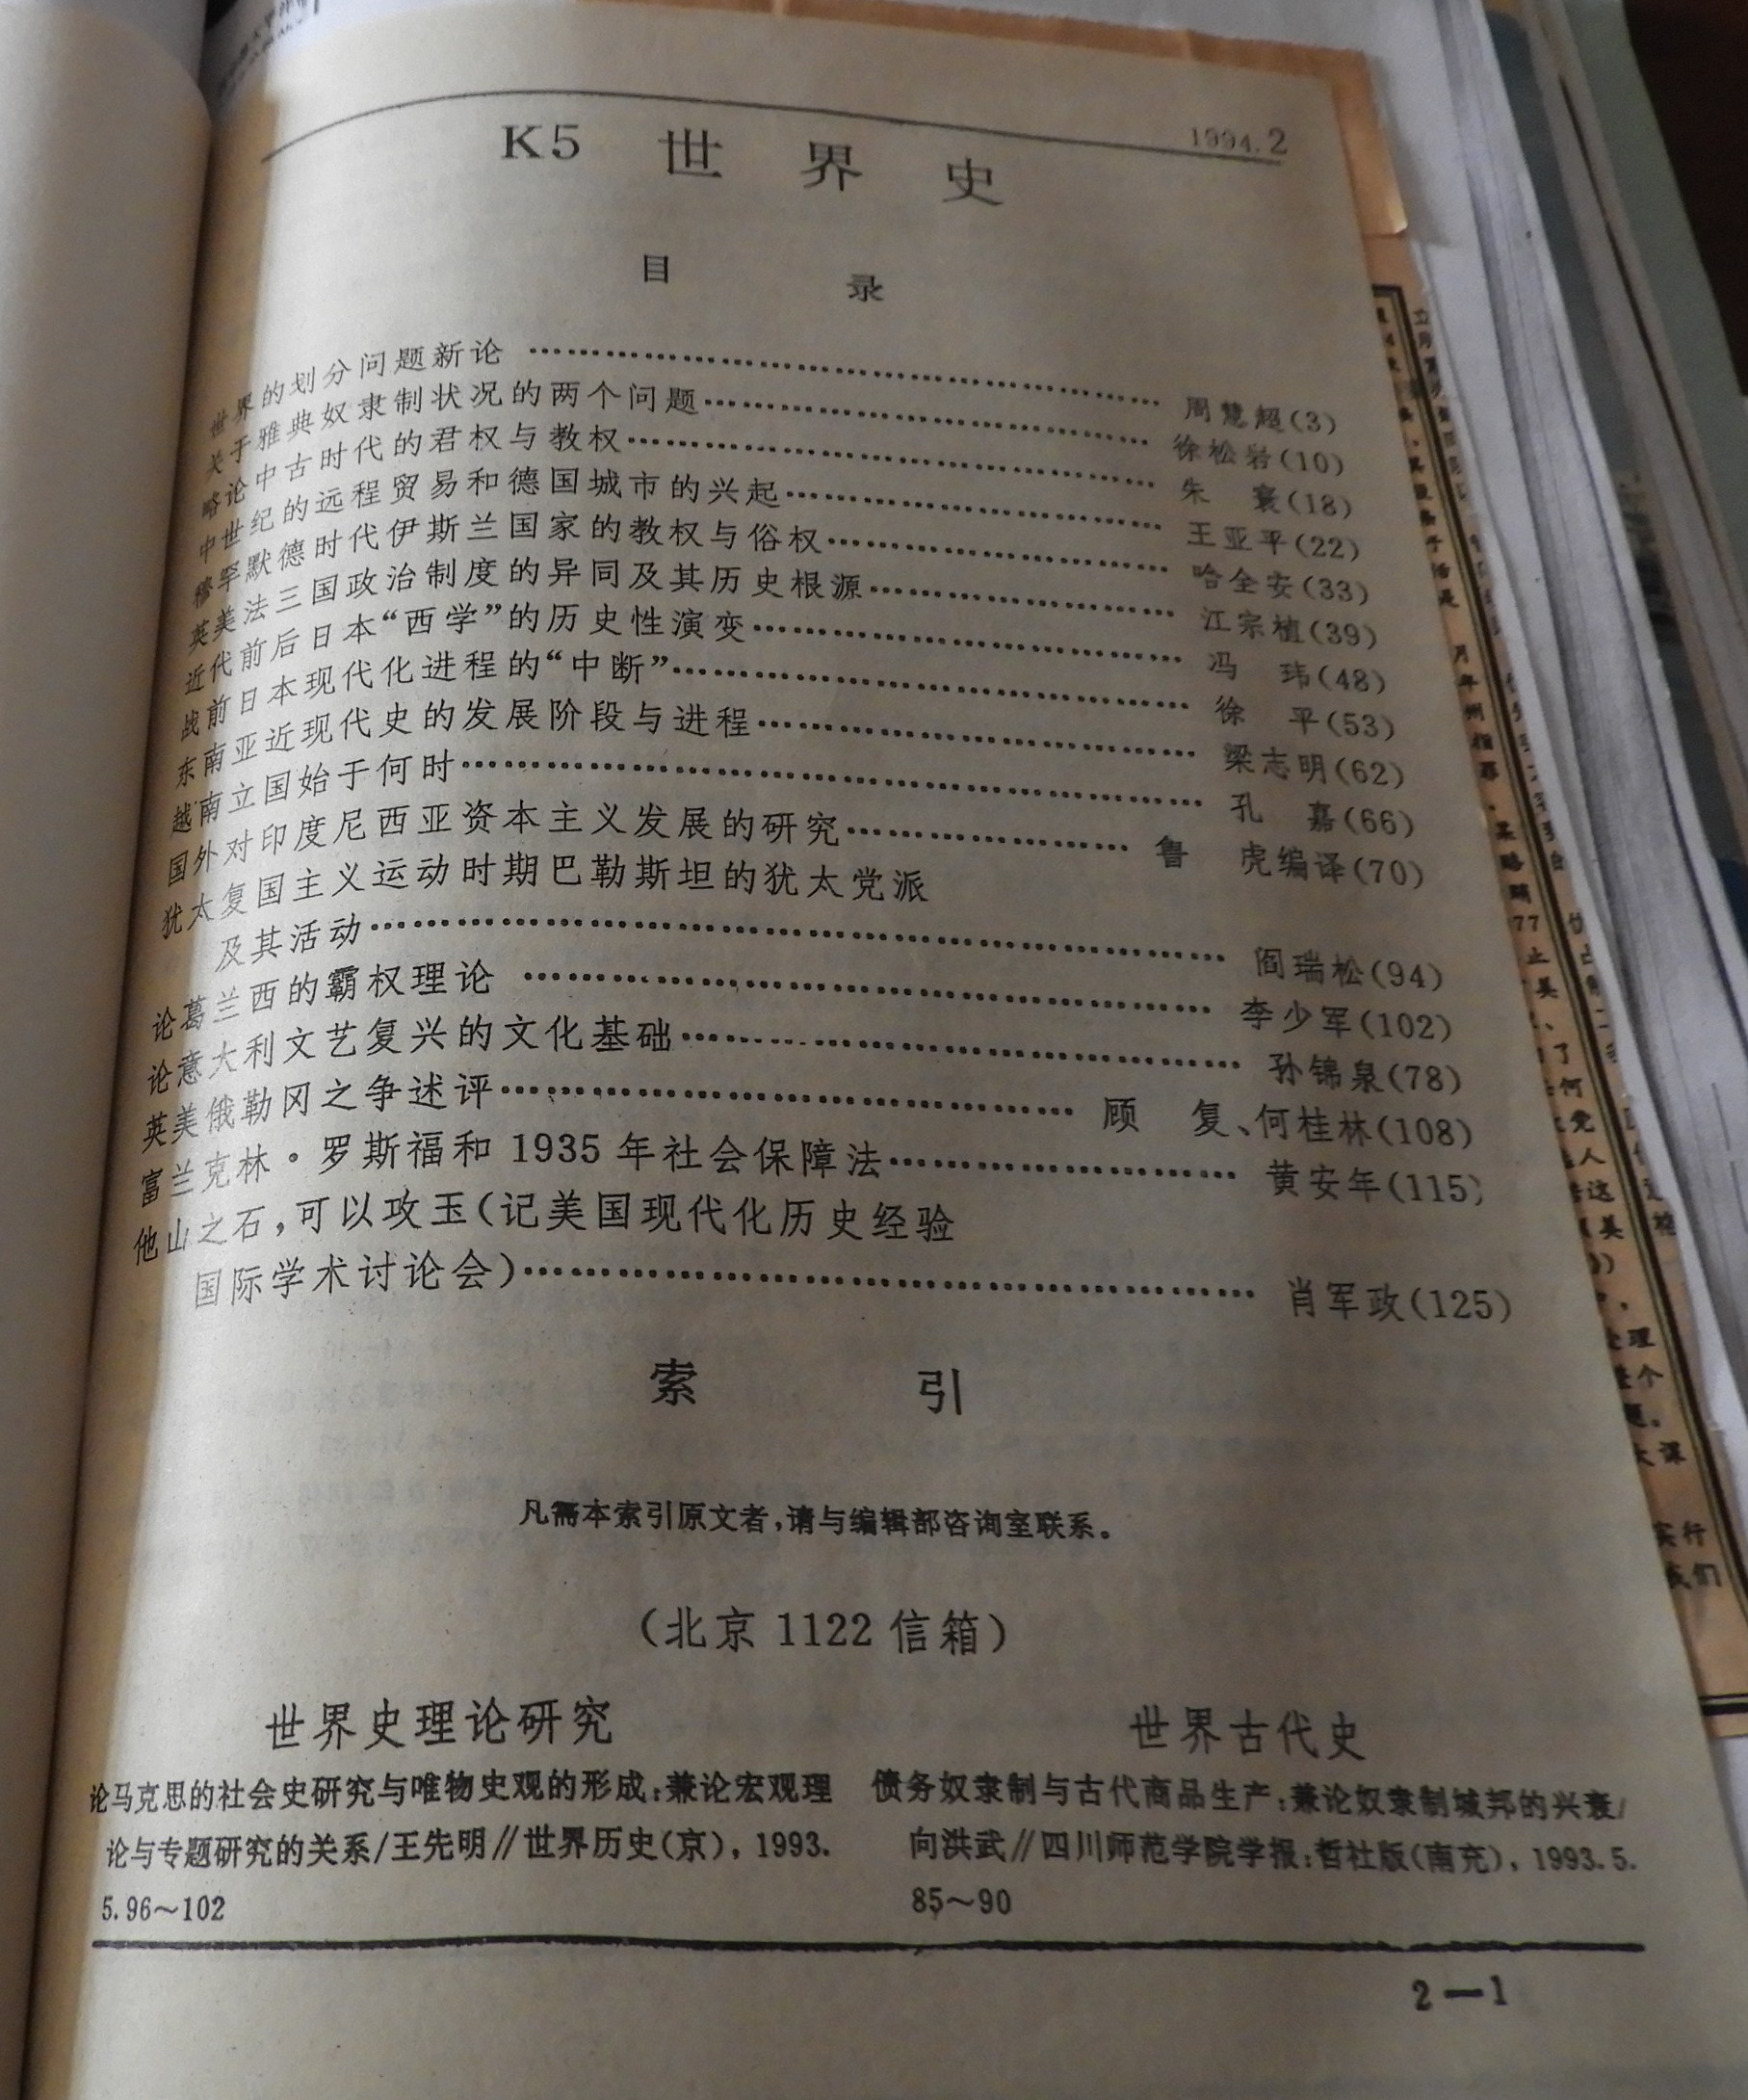 K5 世界史
1994.2
目录
世界的划分问题新论……周慧超(3)
关于雅典奴隶制状况的两个问题……徐松岩(10)
略论中古时代的君权与教权……朱寰(18)
中世纪的远程贸易和德国城市的兴起……王亚平(22)
穆罕默德时代伊斯兰国家的教权与俗权……哈全安(33)
英美法三国政治制度的异同及其历史根源……江宗植(39)
近代前后日本“西学”的历史性演变……冯玮(48)
战前日本现代化进程的“中断”……徐平(53)
东南亚近现代史的发展阶段与进程……梁志明(62)
越南立国始于何时……孔嘉(66)
国外对印度尼西亚资本主义发展的研究……鲁虎编译(70)
犹太复国主义运动时期巴勒斯坦的犹太党派
及其活动……阎瑞松(94)
论葛兰西的霸权理论……李少军(102)
论意大利文艺复兴的文化基础……孙锦泉(78)
英美俄勒冈之争述评……顾复、何桂林(108)
富兰克林·罗斯福和1935年社会保障法……黄安年(115)
他山之石,可以攻玉(记美国现代化历史经验
国际学术讨论会)……肖军政(125)
索引
凡需本索引原文者,请与编辑部咨询室联系。
(北京1122信箱)
世界史理论研究
论马克思的社会史研究与唯物史观的形成:兼论宏观理
论与专题研究的关系/王先明∥世界历史(京),1993.
5.96～102
世界古代史
债务奴隶制与古代商品生产:兼论奴隶制城邦的兴衰/
向洪武∥四川师范学院学报:哲社版(南充),1993.5.
85～90
2—1